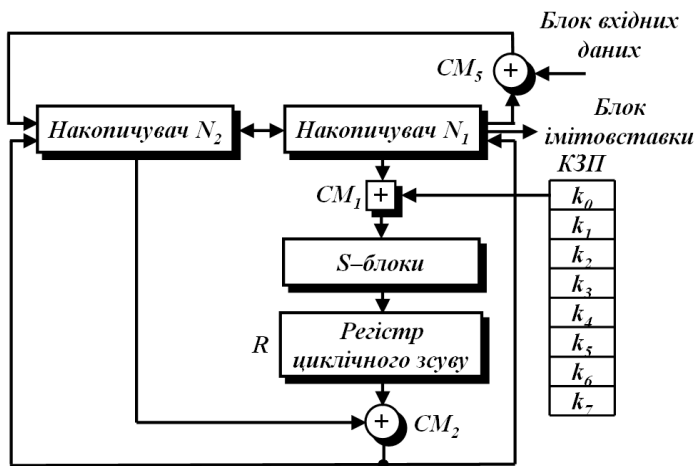 Блок вхідних
даних
CM5
+
Накопичувач N2
Накопичувач N1
Блок
імітовставки
КЗП
CM1
+
k0
k1
k2
k3
k4
k5
k6
k7
S–блоки
R
Регістр
циклічного зсуву
+
CM2